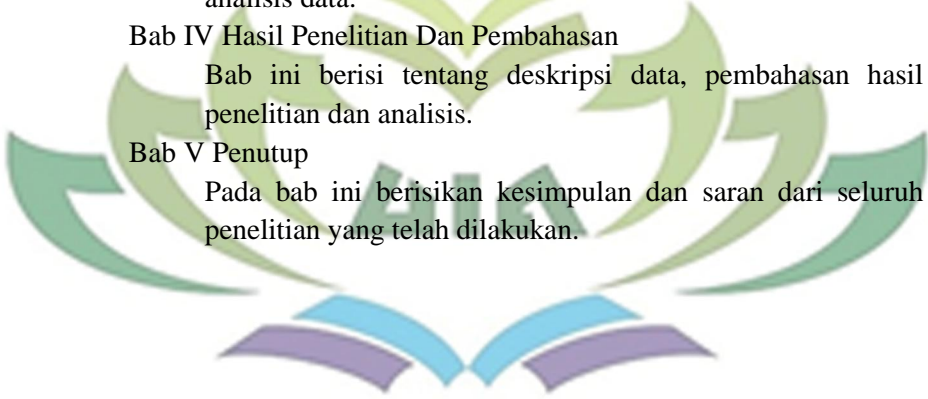 analisis data.
Bab IV Hasil Penelitian Dan Pembahasan
Bab ini berisi tentang deskripsi data, pembahasan hasil
penelitian dan analisis.
Bab V Penutup
Pada bab ini berisikan kesimpulan dan saran dari seluruh
penelitian yang telah dilakukan.